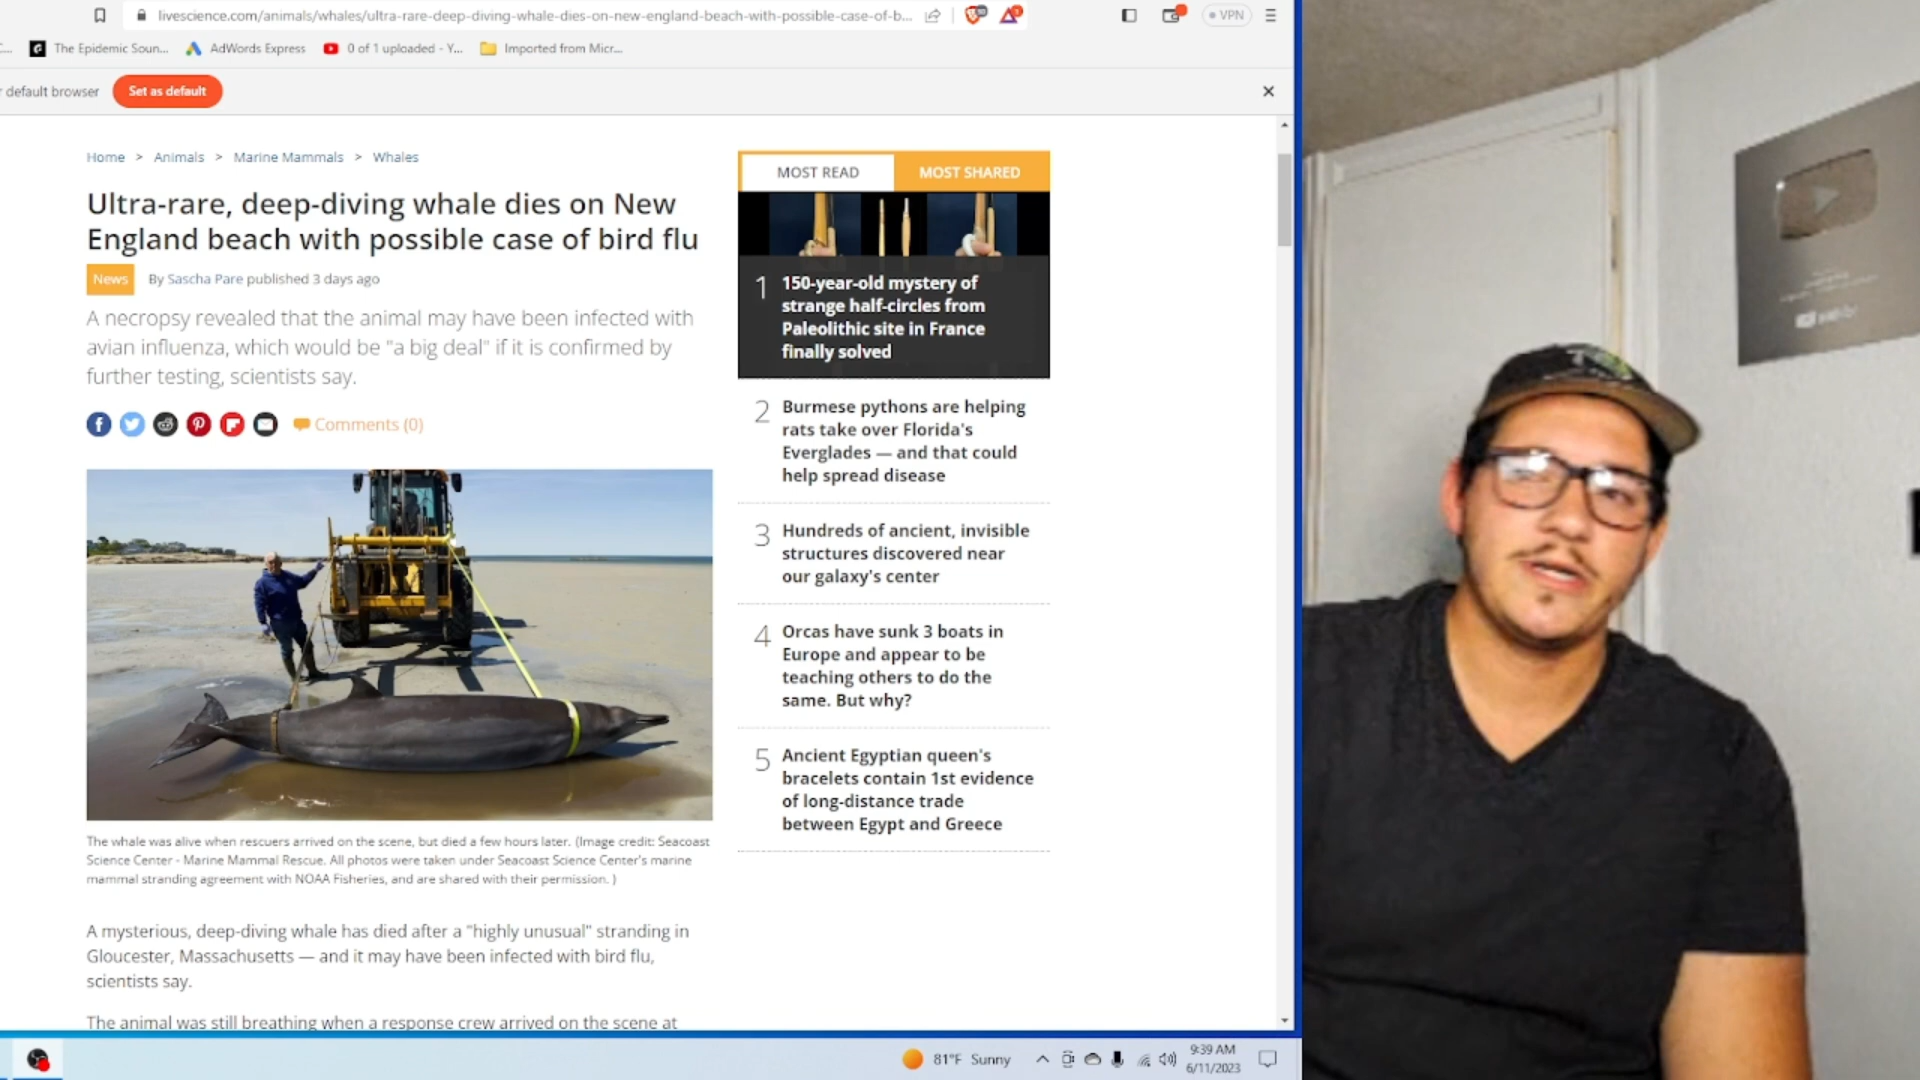 livescience.com/animals/whales/ultra-rare-deep-diving-whale-dies-on-new-england-beach-with-possible-case-of-b...
VPN
The Epidemic Soun...
AdWords Express
0 of 1 uploaded - Y...
Imported from Micr...
default browser
Set as default
Home > Animals > Marine Mammals > Whales
Ultra-rare, deep-diving whale dies on New
England beach with possible case of bird flu
News By Sascha Pare published 3 days ago
A necropsy revealed that the animal may have been infected with
avian influenza, which would be "a big deal" if it is confirmed by
further testing, scientists say.
Comments (0)
The whale was alive when rescuers arrived on the scene, but died a few hours later. (Image credit: Seacoast
Science Center - Marine Mammal Rescue. All photos were taken under Seacoast Science Center's marine
mammal stranding agreement with NOAA Fisheries, and are shared with their permission. )
A mysterious, deep-diving whale has died after a "highly unusual" stranding in
Gloucester, Massachusetts — and it may have been infected with bird flu,
scientists say.
The animal was still breathing when a response crew arrived on the scene at
MOST READ
MOST SHARED
1 150-year-old mystery of
strange half-circles from
Paleolithic site in France
finally solved
2 Burmese pythons are helping
rats take over Florida's
Everglades — and that could
help spread disease
3 Hundreds of ancient, invisible
structures discovered near
our galaxy's center
4 Orcas have sunk 3 boats in
Europe and appear to be
teaching others to do the
same. But why?
5 Ancient Egyptian queen's
bracelets contain 1st evidence
of long-distance trade
between Egypt and Greece
81°F Sunny
9:39 AM
6/11/2023